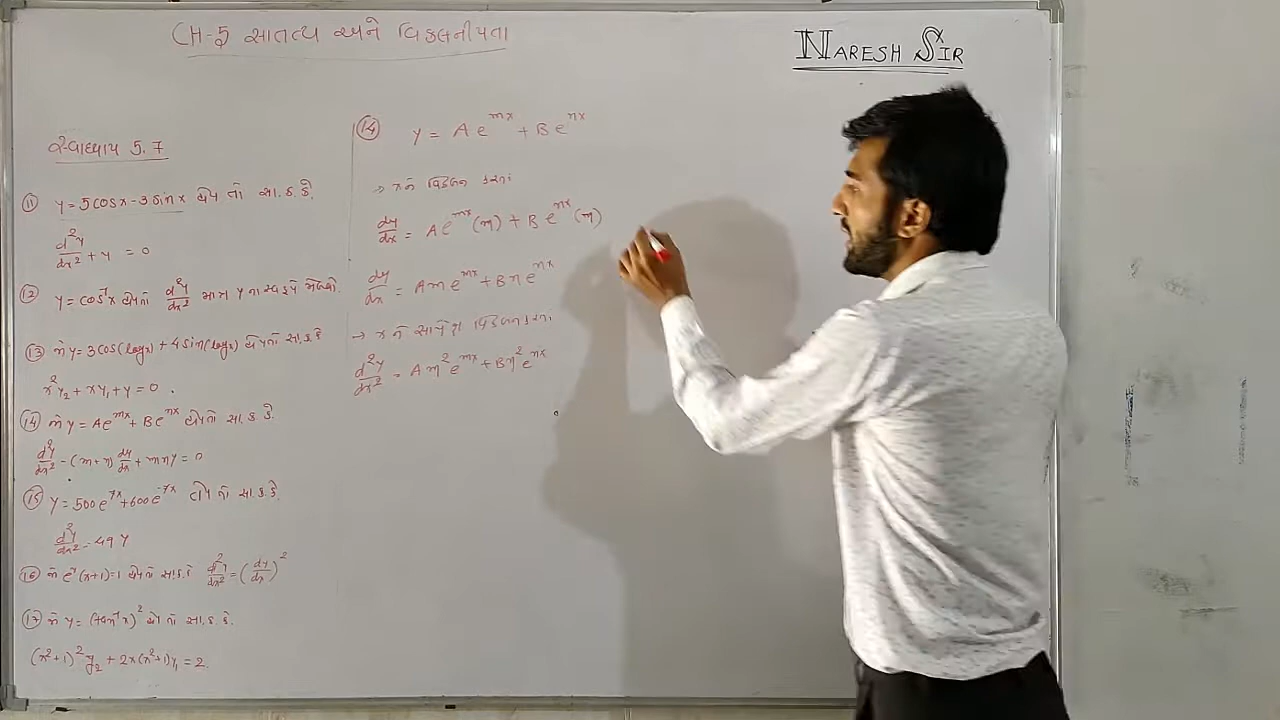 CH-5 સાતત્ય અને વિકલનીયતા
NARESH SIR
સ્વાધ્યાય 5.7
(11) y = 5cosx - 3sinx હોય તો સા.ક.કે.
d²y/dx² + y = 0
(12) y = cos⁻¹x હોય તો d²y/dx² માત્ર y ના સ્વરૂપે મેળવો.
(13) જો y = 3cos(logx) + 4sin(logx) હોય તો સા.ક.કે
x²y₂ + xy₁ + y = 0 .
(14) જો y = Ae^mx + Be^nx હોય તો સા.ક.કે.
d²y/dx² - (m+n) dy/dx + mny = 0
(15) y = 500e^7x + 600e^-7x હોય તો સા.ક.કે.
d²y/dx² = 49y
(16) જો e^y(x+1)=1 હોય તો સા.ક.કે d²y/dx² = (dy/dx)²
(17) જો y = (tan⁻¹x)² હોય તો સા.ક.કે.
(x²+1)²y₂ + 2x(x²+1)y₁ = 2.
(14) y = Ae^mx + Be^nx
→ x ને વિકલન કરતાં
dy/dx = Ae^mx (m) + Be^nx (n)
dy/dx = Ame^mx + Bne^nx
→ x ને સાપેક્ષ વિકલન કરતાં
d²y/dx² = Am²e^mx + Bn²e^nx